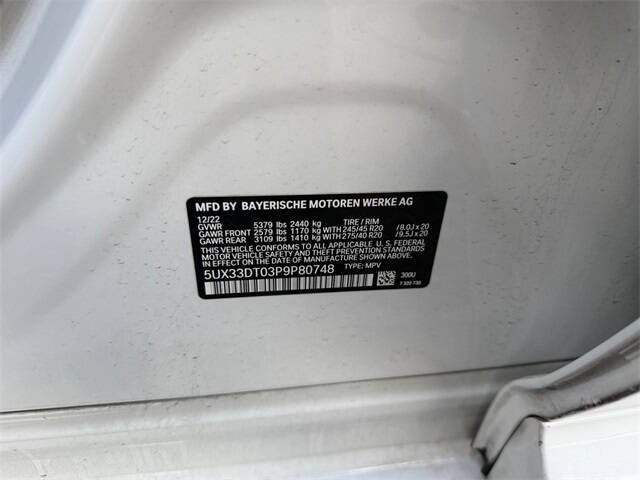 MFD BY BAYERISCHE MOTOREN WERKE AG
12/22
GVWR 5379 lbs 2440 kg TIRE / RIM
GAWR FRONT 2579 lbs 1170 kg WITH 245/45 R20 /8.0J x 20
GAWR REAR 3109 lbs 1410 kg WITH 275/40 R20 /9.5J x 20
THIS VEHICLE CONFORMS TO ALL APPLICABLE U.S. FEDERAL
MOTOR VEHICLE SAFETY STANDARDS IN EFFECT
ON THE DATE OF MANUFACTURE SHOWN ABOVE.
5UX33DT03P9P80748 TYPE: MPV 300U